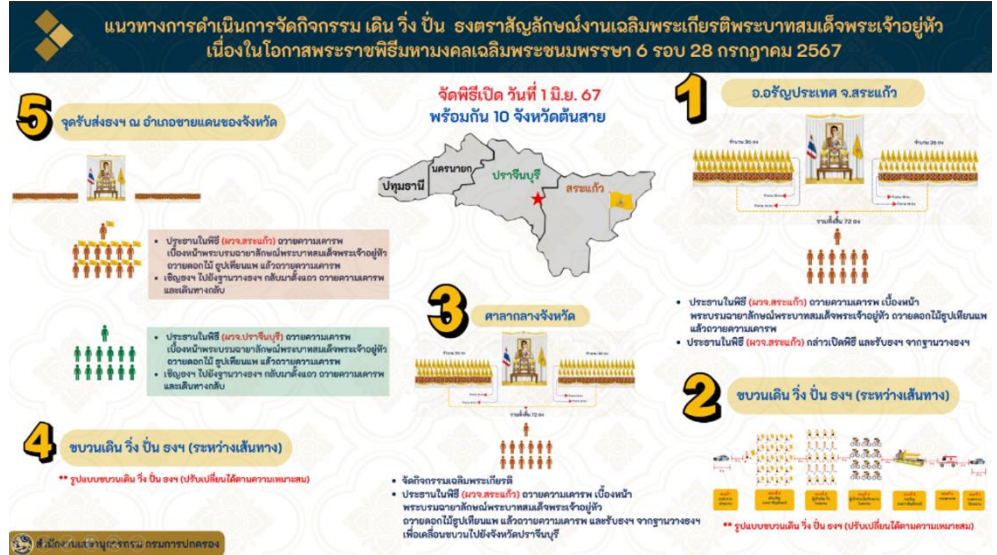 แนวทางการดำเนินการจัดกิจกรรม เดิน วิ่ง ปั่น ธงตราสัญลักษณ์งานเฉลิมพระเกียรติพระบาทสมเด็จพระเจ้าอยู่หัว
เนื่องในโอกาสพระราชพิธีมหามงคลเฉลิมพระชนมพรรษา 6 รอบ 28 กรกฎาคม 2567
จัดพิธีเปิด วันที่ 1 มิ.ย. 67
พร้อมกัน 10 จังหวัดต้นสาย
ปทุมธานี
นครนายก
ปราจีนบุรี
สระแก้ว
1
อ.อรัญประเทศ จ.สระแก้ว
รวมทั้งสิ้น 72 ธง
• ประธานในพิธี (ผวจ.สระแก้ว) ถวายความเคารพ เบื้องหน้า
พระบรมฉายาลักษณ์พระบาทสมเด็จพระเจ้าอยู่หัว ถวายดอกไม้ธูปเทียนแพ
แล้วถวายความเคารพ
• ประธานในพิธี (ผวจ.สระแก้ว) กล่าวเปิดพิธี และรับธงฯ จากฐานวางธงฯ
2
ขบวนเดิน วิ่ง ปั่น ธงฯ (ระหว่างเส้นทาง)
** รูปแบบขบวนเดิน วิ่ง ปั่น ธงฯ (ปรับเปลี่ยนได้ตามความเหมาะสม)
3
ศาลากลางจังหวัด
รวมทั้งสิ้น 72 ธง
• จัดกิจกรรมเฉลิมพระเกียรติ
• ประธานในพิธี (ผวจ.สระแก้ว) ถวายความเคารพ เบื้องหน้า
พระบรมฉายาลักษณ์พระบาทสมเด็จพระเจ้าอยู่หัว
ถวายดอกไม้ธูปเทียนแพ แล้วถวายความเคารพ และรับธงฯ จากฐานวางธงฯ
เพื่อเคลื่อนขบวนไปยังจังหวัดปราจีนบุรี
4
ขบวนเดิน วิ่ง ปั่น ธงฯ (ระหว่างเส้นทาง)
** รูปแบบขบวนเดิน วิ่ง ปั่น ธงฯ (ปรับเปลี่ยนได้ตามความเหมาะสม)
5
จุดรับส่งธงฯ ณ อำเภอชายแดนของจังหวัด
• ประธานในพิธี (ผวจ.สระแก้ว) ถวายความเคารพ
เบื้องหน้าพระบรมฉายาลักษณ์พระบาทสมเด็จพระเจ้าอยู่หัว
ถวายดอกไม้ ธูปเทียนแพ แล้วถวายความเคารพ
• เชิญธงฯ ไปยังฐานวางธงฯ กลับมาตั้งแถว ถวายความเคารพ
และเดินทางกลับ
• ประธานในพิธี (ผวจ.ปราจีนบุรี) ถวายความเคารพ
เบื้องหน้าพระบรมฉายาลักษณ์พระบาทสมเด็จพระเจ้าอยู่หัว
ถวายดอกไม้ ธูปเทียนแพ แล้วถวายความเคารพ
• เชิญธงฯ ไปยังฐานวางธงฯ กลับมาตั้งแถว ถวายความเคารพ
และเดินทางกลับ
สำนักงานเลขานุการกรม กรมการปกครอง